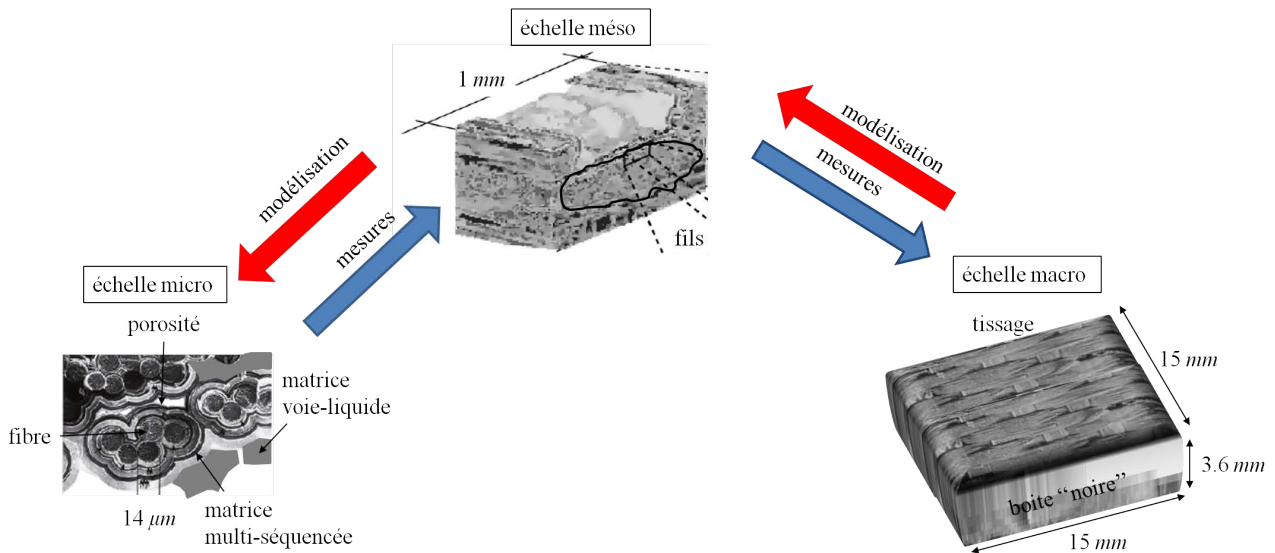 échelle méso
1 mm
modélisation
mesures
fils
modélisation
mesures
échelle micro
porosité
fibre
matrice
voie-liquide
14 μm
matrice
multi-séquencée
échelle macro
tissage
15 mm
3.6 mm
boite “noire”
15 mm